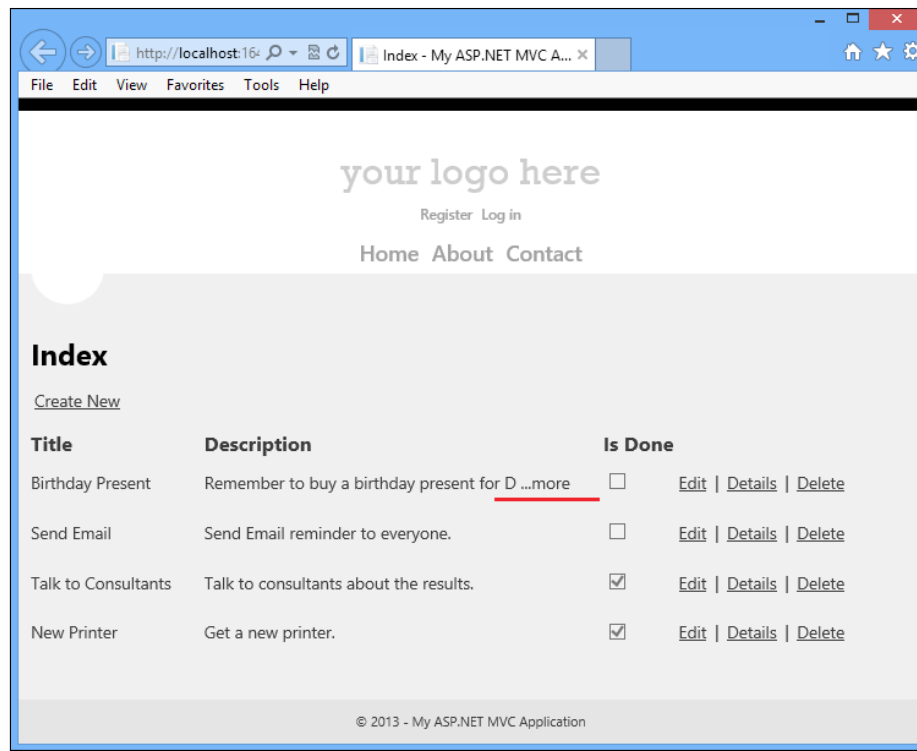 http://localhost:164
Index - My ASP.NET MVC A...
File Edit View Favorites Tools Help
your logo here
Register Log in
Home About Contact
Index
Create New
Title Description Is Done
Birthday Present Remember to buy a birthday present for D ...more Edit | Details | Delete
Send Email Send Email reminder to everyone. Edit | Details | Delete
Talk to Consultants Talk to consultants about the results. Edit | Details | Delete
New Printer Get a new printer. Edit | Details | Delete
© 2013 - My ASP.NET MVC Application